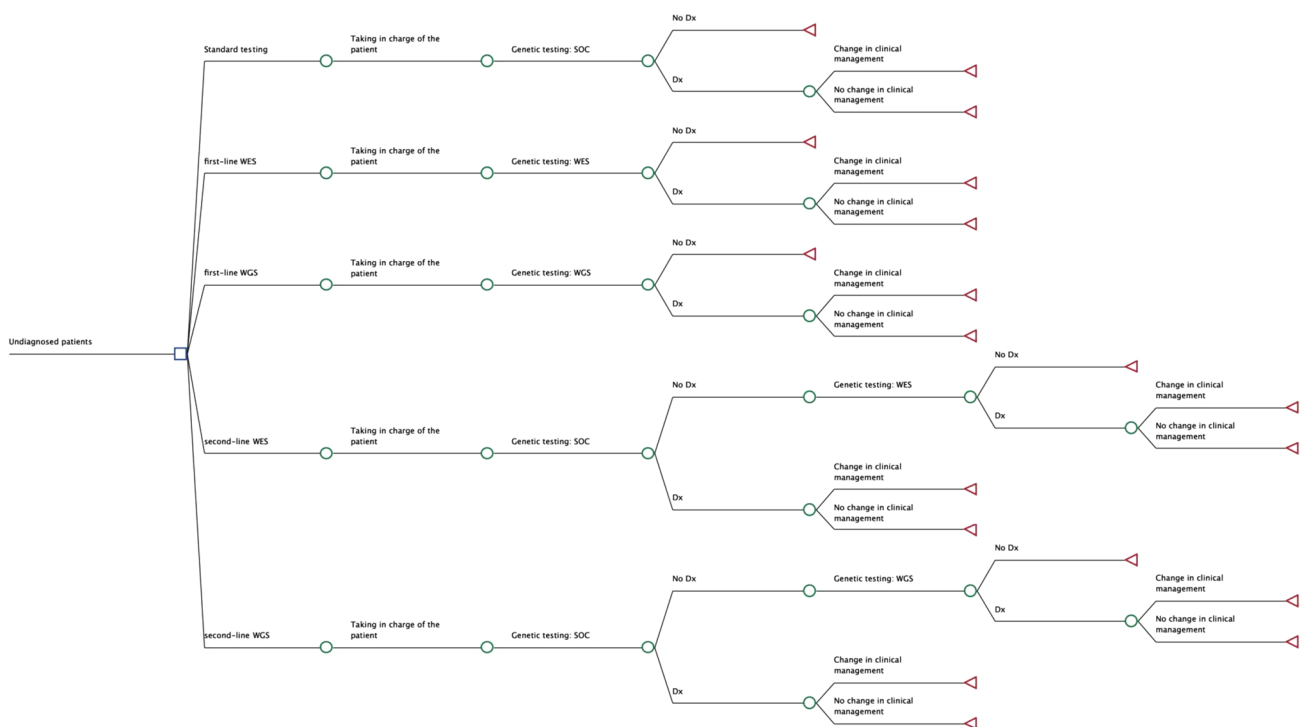 No Dx
Standard testing
Taking in charge of the
patient
Genetic testing: SOC
Change in clinical
management
Dx
No change in clinical
management
No Dx
first-line WES
Taking in charge of the
patient
Genetic testing: WES
Change in clinical
management
Dx
No change in clinical
management
No Dx
first-line WGS
Taking in charge of the
patient
Genetic testing: WGS
Change in clinical
management
Dx
No change in clinical
management
Undiagnosed patients
No Dx
No Dx
Genetic testing: WES
Change in clinical
management
Dx
No change in clinical
management
second-line WES
Taking in charge of the
patient
Genetic testing: SOC
Change in clinical
management
Dx
No change in clinical
management
No Dx
No Dx
Genetic testing: WGS
Change in clinical
management
Dx
No change in clinical
management
second-line WGS
Taking in charge of the
patient
Genetic testing: SOC
Change in clinical
management
Dx
No change in clinical
management